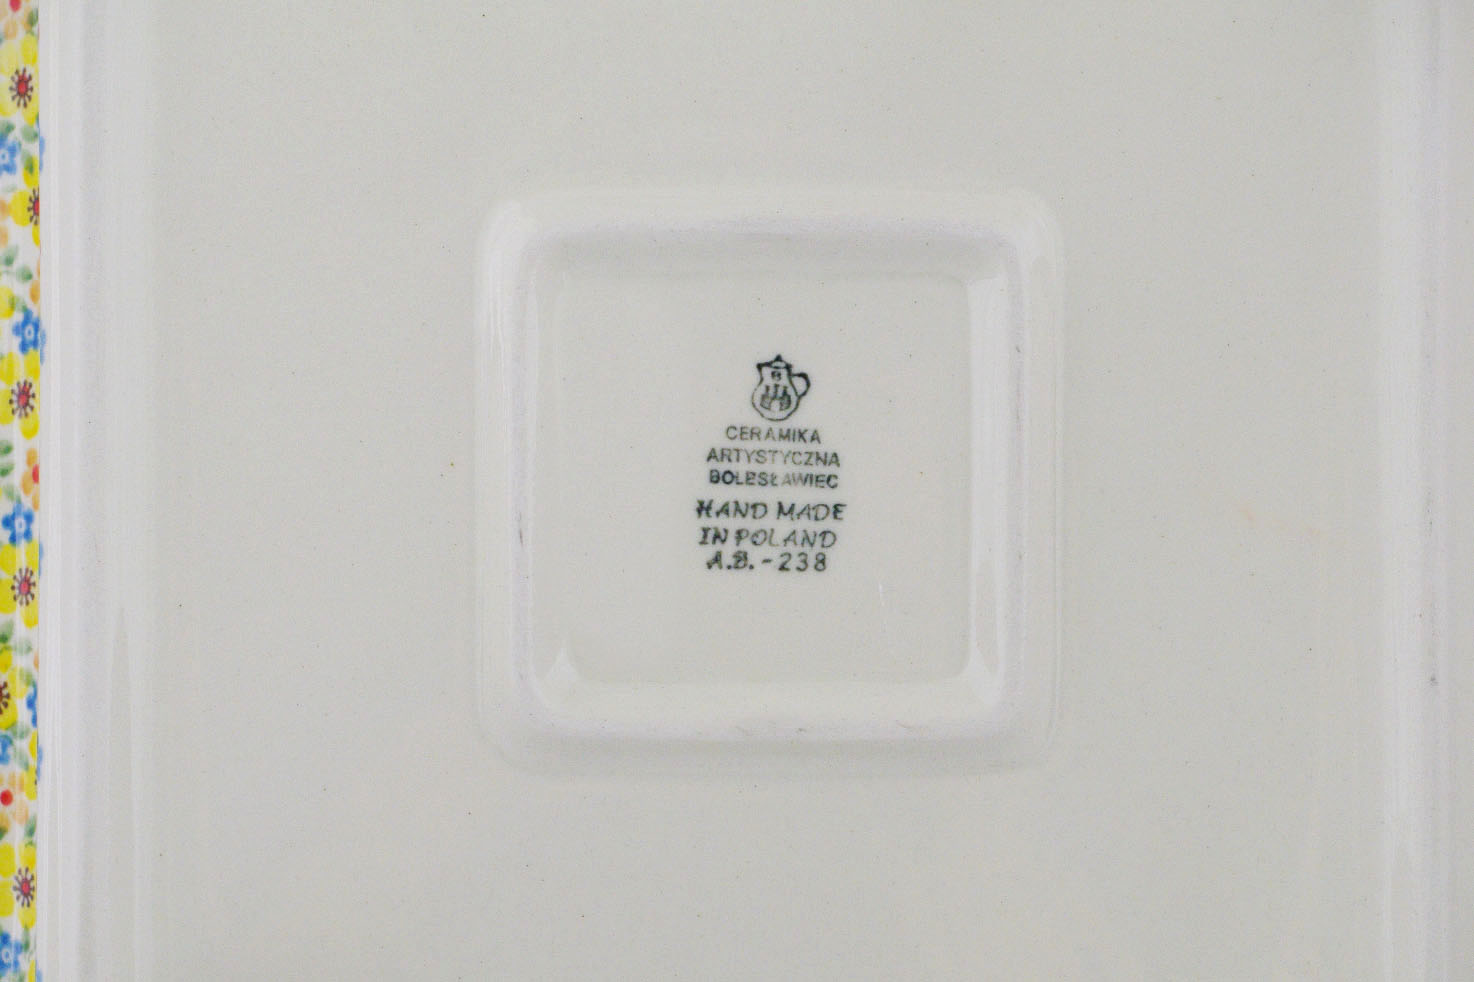 CERAMIKA
ARTYSTYCZNA
BOLESŁAWIEC
HAND MADE
IN POLAND
A.B.-238